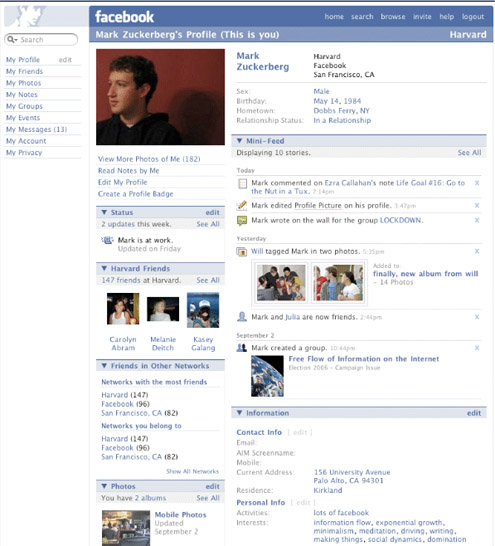 facebook
home search browse invite help logout
Mark Zuckerberg's Profile (This is you)
Harvard
Search
My Profile edit
My Friends
My Photos
My Notes
My Groups
My Events
My Messages (13)
My Account
My Privacy
View More Photos of Me (182)
Read Notes by Me
Edit My Profile
Create a Profile Badge
Status edit
2 updates this week. See All
Mark is at work.
Updated on Friday
Harvard Friends
147 friends at Harvard. See All
Carolyn Abram
Melanie Deitch
Kasey Galang
Friends in Other Networks
Networks with the most friends
Harvard (147)
Facebook (96)
San Francisco, CA (82)
Networks you belong to
Harvard (147)
Facebook (96)
San Francisco, CA (82)
Show All Networks
Photos edit
You have 2 albums See All
Mobile Photos
Updated
September 2
Mark
Zuckerberg
Harvard
Facebook
San Francisco, CA
Sex: Male
Birthday: May 14, 1984
Hometown: Dobbs Ferry, NY
Relationship Status: In a Relationship
Mini-Feed
Displaying 10 stories. See All
Today
Mark commented on Ezra Callahan's note Life Goal #16: Go to
the Nut in a Tux. 7:14pm
Mark edited Profile Picture on his profile. 3:47pm
Mark wrote on the wall for the group LOCKDOWN.
Yesterday
Will tagged Mark in two photos. 5:35pm
Added to:
finally, new album from will
- 14 Photos
Mark and Julia are now friends. 2:44pm
September 2
Mark created a group. 10:44pm
Free Flow of Information on the Internet
Election 2006 - Campaign Issue
Information edit
Contact Info [ edit ]
Email:
AIM Screenname:
Mobile:
Current Address: 156 University Avenue
Palo Alto, CA 94301
Residence: Kirkland
Personal Info [ edit ]
Activities: lots of facebook
Interests: information flow, exponential growth,
minimalism, meditation, driving, writing,
making things, social dynamics, domination